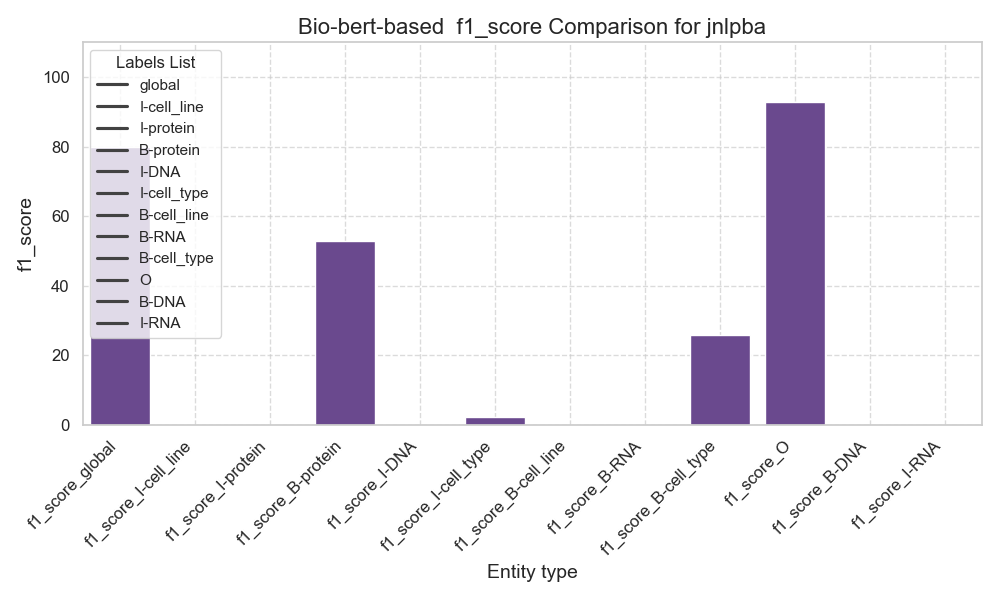 Bio-bert-based  f1_score Comparison for jnlpba
f1_score
100
80
60
40
20
0
Labels List
global
I-cell_line
I-protein
B-protein
I-DNA
I-cell_type
B-cell_line
B-RNA
B-cell_type
O
B-DNA
I-RNA
f1_score_global
f1_score_I-cell_line
f1_score_I-protein
f1_score_B-protein
f1_score_I-DNA
f1_score_I-cell_type
f1_score_B-cell_line
f1_score_B-RNA
f1_score_B-cell_type
f1_score_O
f1_score_B-DNA
f1_score_I-RNA
Entity type